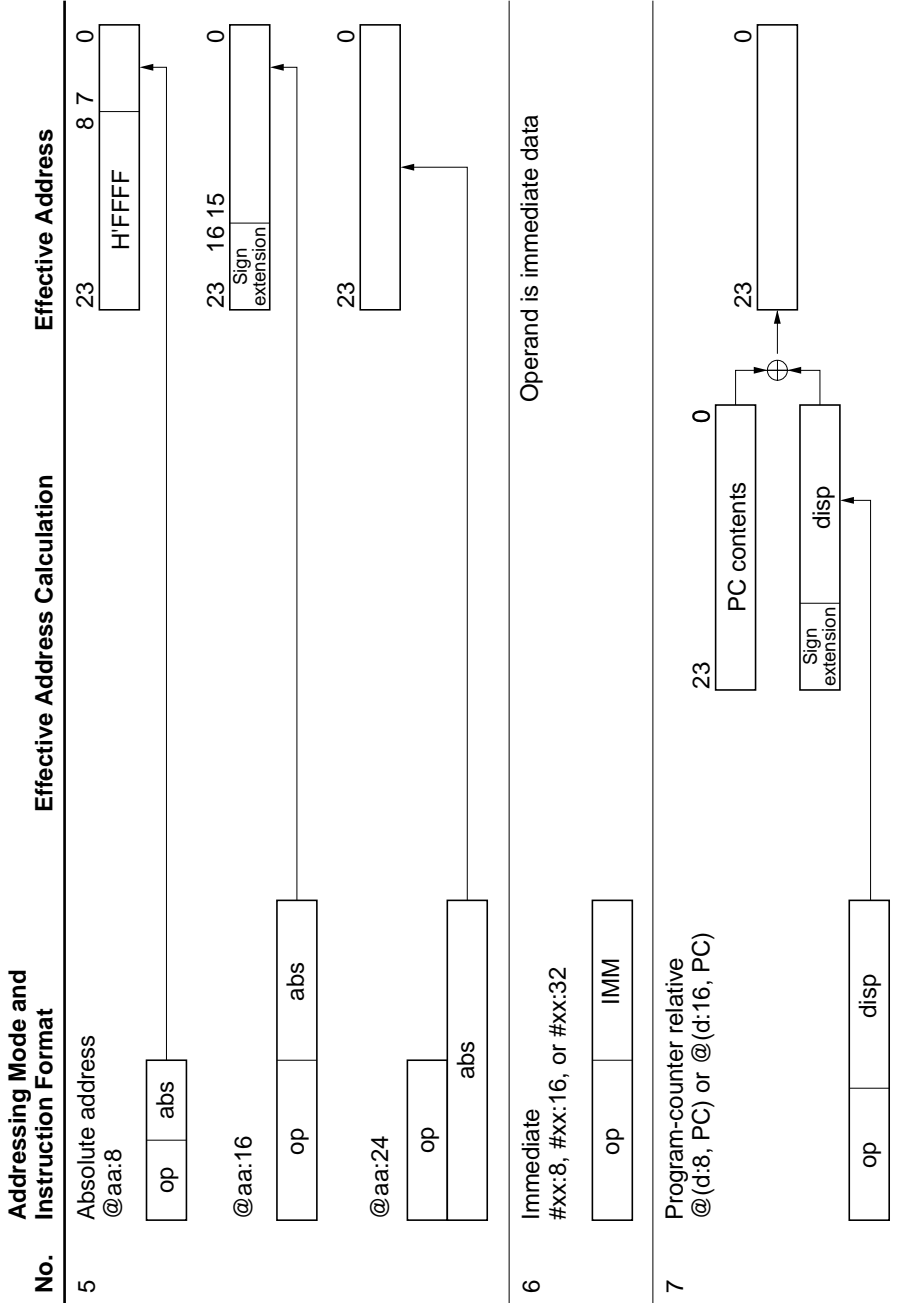 No. Addressing Mode and Instruction Format Effective Address Calculation Effective Address
5 Absolute address
@aa:8
op abs
23 8 7 0
H'FFFF
@aa:16
op abs
23 16 15 0
Sign extension
@aa:24
op
abs
23 0
6 Immediate
#xx:8, #xx:16, or #xx:32
op IMM
Operand is immediate data
7 Program-counter relative
@(d:8, PC) or @(d:16, PC)
23 0
PC contents
op disp
Sign extension disp
23 0